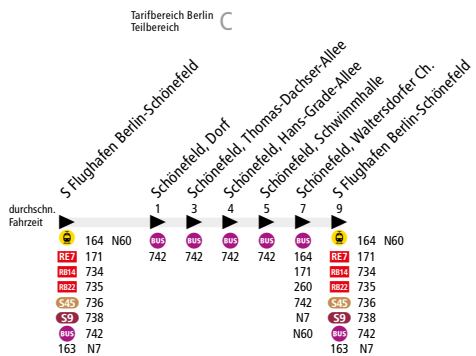 Tarifbereich Berlin
Teilbereich C
S Flughafen Berlin-Schönefeld
Schönefeld, Dorf
Schönefeld, Thomas-Dachser-Allee
Schönefeld, Hans-Grade-Allee
Schönefeld, Schwimmhalle
Schönefeld, Waltersdorfer Ch.
S Flughafen Berlin-Schönefeld
durchschn.
Fahrzeit
1 3 4 5 7 9
164 N60 BUS BUS BUS BUS BUS 164 N60
RE7 171 742 742 742 742 164 RE7 171
RB14 734 171 RB14 734
RB22 735 260 RB22 735
S45 736 742 S45 736
S9 738 N7 S9 738
BUS 742 N60 BUS 742
163 N7 163 N7